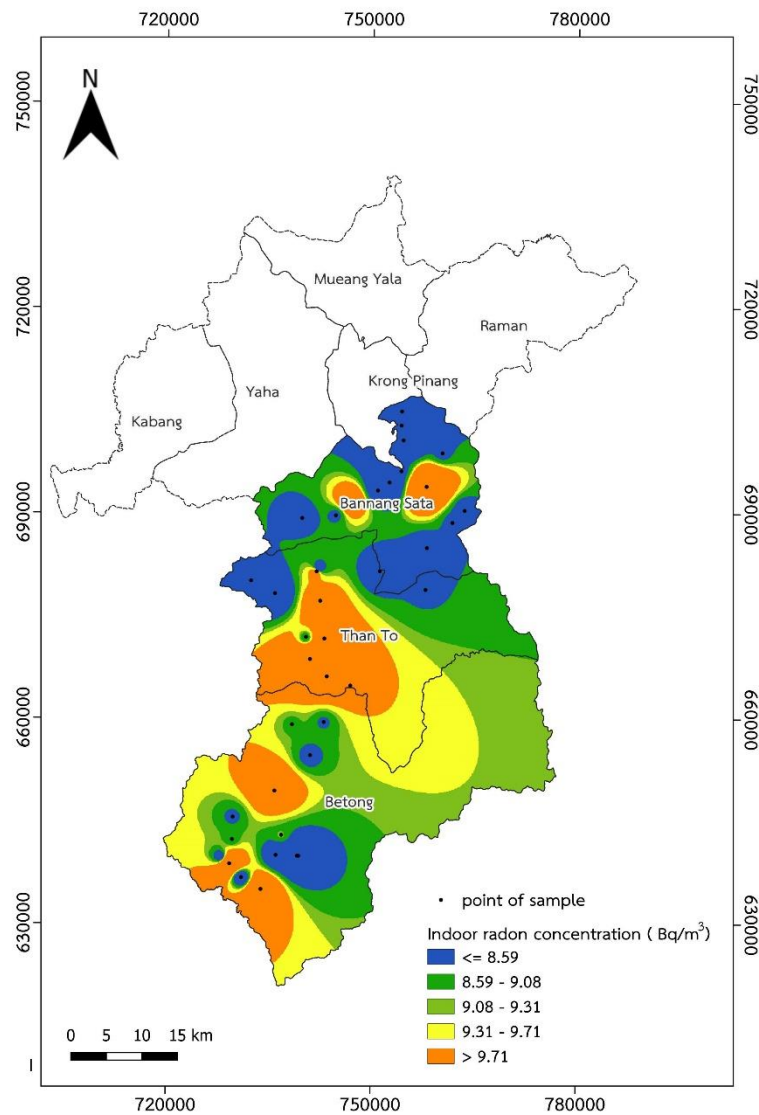 720000 750000 780000
N
750000 750000
Mueang Yala
720000 720000
Raman
Krong Pinang
Yaha
Kabang
690000 690000
Bannang Sata
Than To
660000 660000
Betong
630000 630000
point of sample
Indoor radon concentration ( Bq/m³)
<= 8.59
8.59 - 9.08
9.08 - 9.31
9.31 - 9.71
> 9.71
0 5 10 15 km
720000 750000 780000